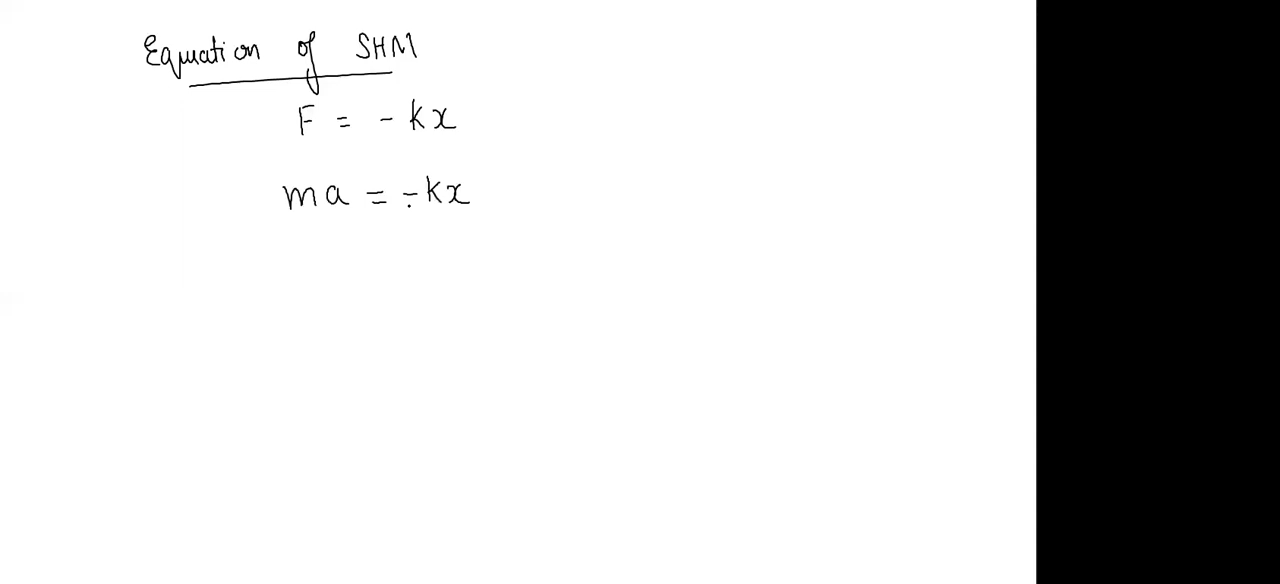 Equation of SHM
F = - kx
ma = -kx